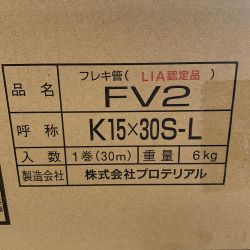 フレキ管(LIA認定品)
品名 FV2
呼称 K15×30S-L
入数 1巻(30m) 重量 6kg
製造会社 株式会社プロテリアル